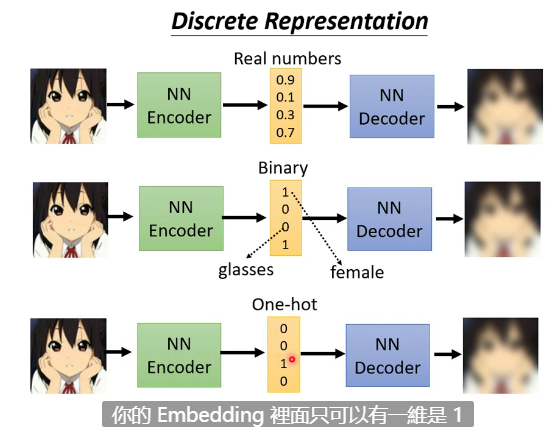 Discrete Representation
Real numbers
NN
Encoder
0.9
0.1
0.3
0.7
NN
Decoder
Binary
NN
Encoder
1
0
0
1
NN
Decoder
glasses
female
One-hot
NN
Encoder
0
0
1
0
NN
Decoder
你的 Embedding 裡面只可以有一維是 1